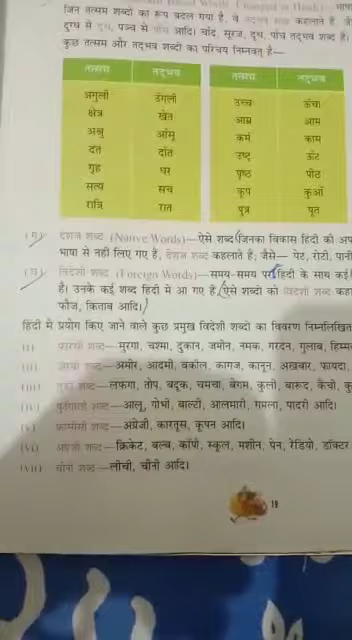 जिन तत्सम शब्दों का रूप बदल गया है, वे तद्भव शब्द कहलाते हैं, जै
दुग्ध से दूध, पञ्च से पाँच आदि। चाँद, सूरज, दूध, पाँच तद्भव शब्द हैं।
कुछ तत्सम और तद्भव शब्दों का परिचय निम्नवत् है—
तत्सम तद्भव तत्सम तद्भव
अंगुली उंगली उच्च ऊँचा
क्षेत्र खेत आम्र आम
अश्रु आँसू कर्म काम
दंत दाँत उष्ट्र ऊँट
गृह घर पृष्ठ पीठ
सत्य सच कूप कुआँ
रात्रि रात पुत्र पूत
(ग) देशज शब्द (Native Words)—ऐसे शब्द जिनका विकास हिंदी की अप
भाषा से नहीं लिए गए हैं, देशज शब्द कहलाते हैं; जैसे— पेट, रोटी, पानी
(घ) विदेशी शब्द (Foreign Words)—समय-समय पर हिंदी के साथ कई
है। उनके कई शब्द हिंदी में आ गए हैं, ऐसे शब्दों को विदेशी शब्द कहा
फौज, किताब आदि।
हिंदी में प्रयोग किए जाने वाले कुछ प्रमुख विदेशी शब्दों का विवरण निम्नलिखित
(i) फारसी शब्द—मुरगा, चश्मा, दुकान, जमीन, नमक, गरदन, गुलाब, हिम्म
(ii) अरबी शब्द—अमीर, आदमी, वकील, कागज, कानून, अखबार, फायदा,
(iii) तुर्की शब्द—लफंगा, तोप, बंदूक, चमचा, बेगम, कुली, बारूद, कैंची, कु
(iv) पुर्तगाली शब्द—आलू, गोभी, बाल्टी, आलमारी, गमला, पादरी आदि।
(v) फ्रांसीसी शब्द—अंग्रेजी, कारतूस, कूपन आदि।
(vi) अंग्रेजी शब्द—क्रिकेट, बल्ब, कॉपी, स्कूल, मशीन, पेन, रेडियो, डॉक्टर
(vii) चीनी शब्द—लीची, चीनी आदि।
19